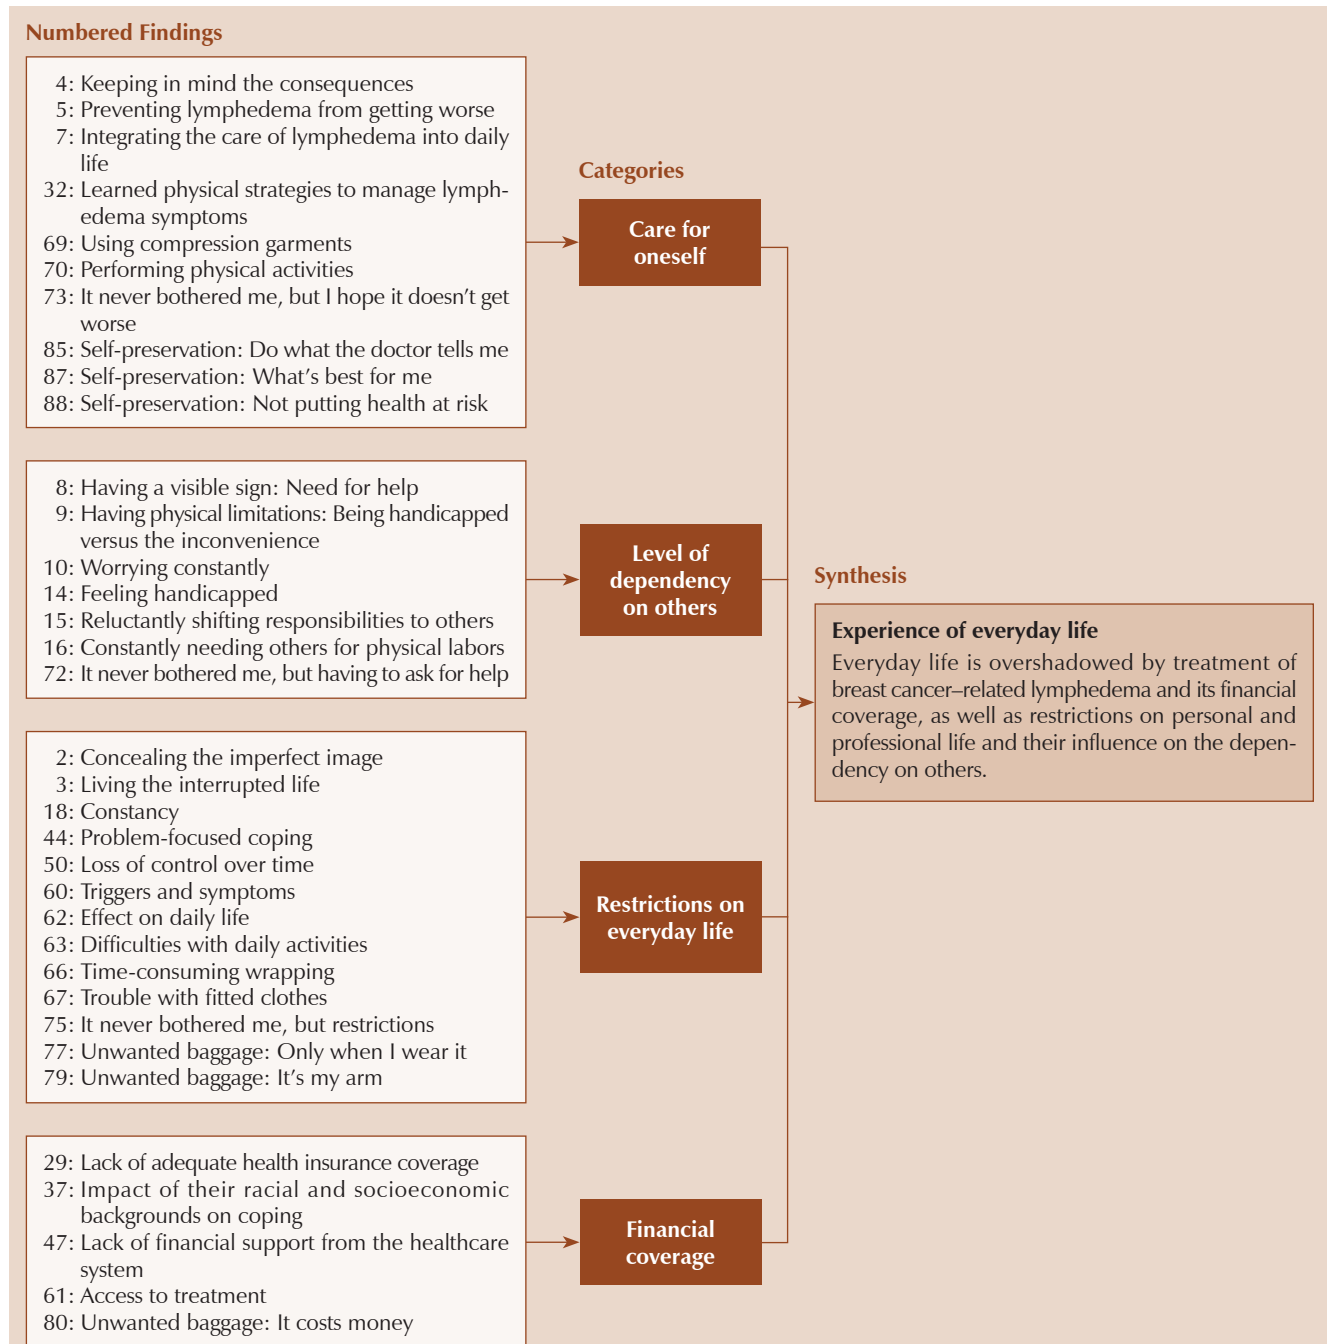 Numbered Findings
4: Keeping in mind the consequences
5: Preventing lymphedema from getting worse
7: Integrating the care of lymphedema into daily
life
32: Learned physical strategies to manage lymph-
edema symptoms
69: Using compression garments
70: Performing physical activities
73: It never bothered me, but I hope it doesn’t get
worse
85: Self-preservation: Do what the doctor tells me
87: Self-preservation: What’s best for me
88: Self-preservation: Not putting health at risk
8: Having a visible sign: Need for help
9: Having physical limitations: Being handicapped
versus the inconvenience
10: Worrying constantly
14: Feeling handicapped
15: Reluctantly shifting responsibilities to others
16: Constantly needing others for physical labors
72: It never bothered me, but having to ask for help
2: Concealing the imperfect image
3: Living the interrupted life
18: Constancy
44: Problem-focused coping
50: Loss of control over time
60: Triggers and symptoms
62: Effect on daily life
63: Difficulties with daily activities
66: Time-consuming wrapping
67: Trouble with fitted clothes
75: It never bothered me, but restrictions
77: Unwanted baggage: Only when I wear it
79: Unwanted baggage: It’s my arm
29: Lack of adequate health insurance coverage
37: Impact of their racial and socioeconomic
backgrounds on coping
47: Lack of financial support from the healthcare
system
61: Access to treatment
80: Unwanted baggage: It costs money
Categories
Care for
oneself
Level of
dependency
on others
Restrictions on
everyday life
Financial
coverage
Synthesis
Experience of everyday life
Everyday life is overshadowed by treatment of
breast cancer–related lymphedema and its financial
coverage, as well as restrictions on personal and
professional life and their influence on the depen-
dency on others.